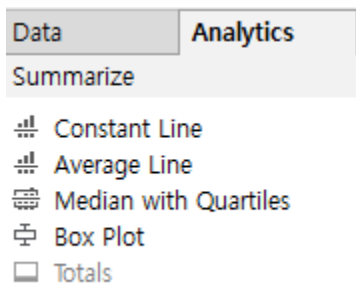 Data Analytics
Summarize
Constant Line
Average Line
Median with Quartiles
Box Plot
Totals